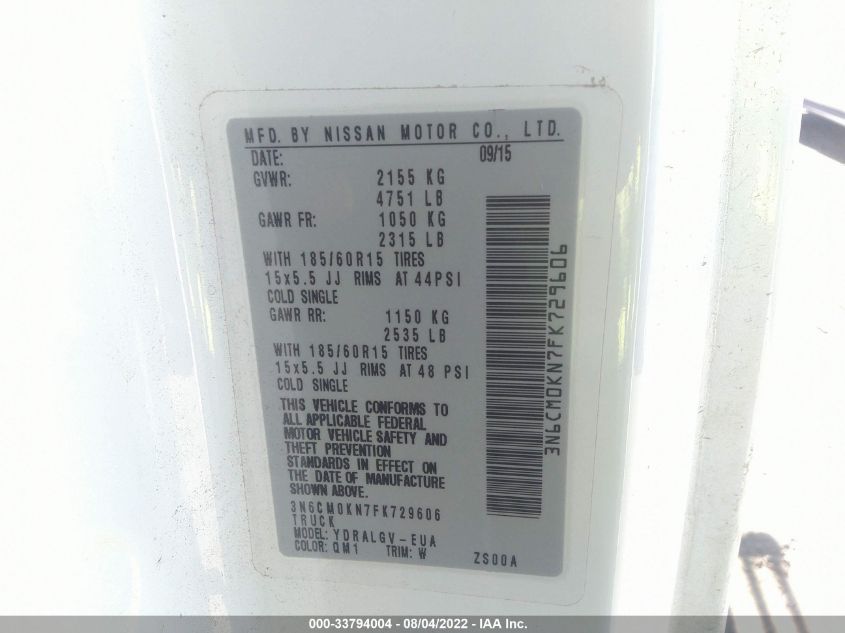 MFD. BY NISSAN MOTOR CO., LTD.
DATE: 09/15
GVWR: 2155 KG
4751 LB
GAWR FR: 1050 KG
2315 LB
WITH 185/60R15 TIRES
15x5.5 JJ RIMS AT 44PSI
COLD SINGLE
GAWR RR: 1150 KG
2535 LB
WITH 185/60R15 TIRES
15x5.5 JJ RIMS AT 48 PSI
COLD SINGLE
THIS VEHICLE CONFORMS TO
ALL APPLICABLE FEDERAL
MOTOR VEHICLE SAFETY AND
THEFT PREVENTION
STANDARDS IN EFFECT ON
THE DATE OF MANUFACTURE
SHOWN ABOVE.
3N6CM0KN7FK729606
TRUCK
MODEL: YDRALGV-EUA
COLOR: QM1 TRIM: W ZS00A
3N6CM0KN7FK729606
000-33794004 - 08/04/2022 - IAA Inc.